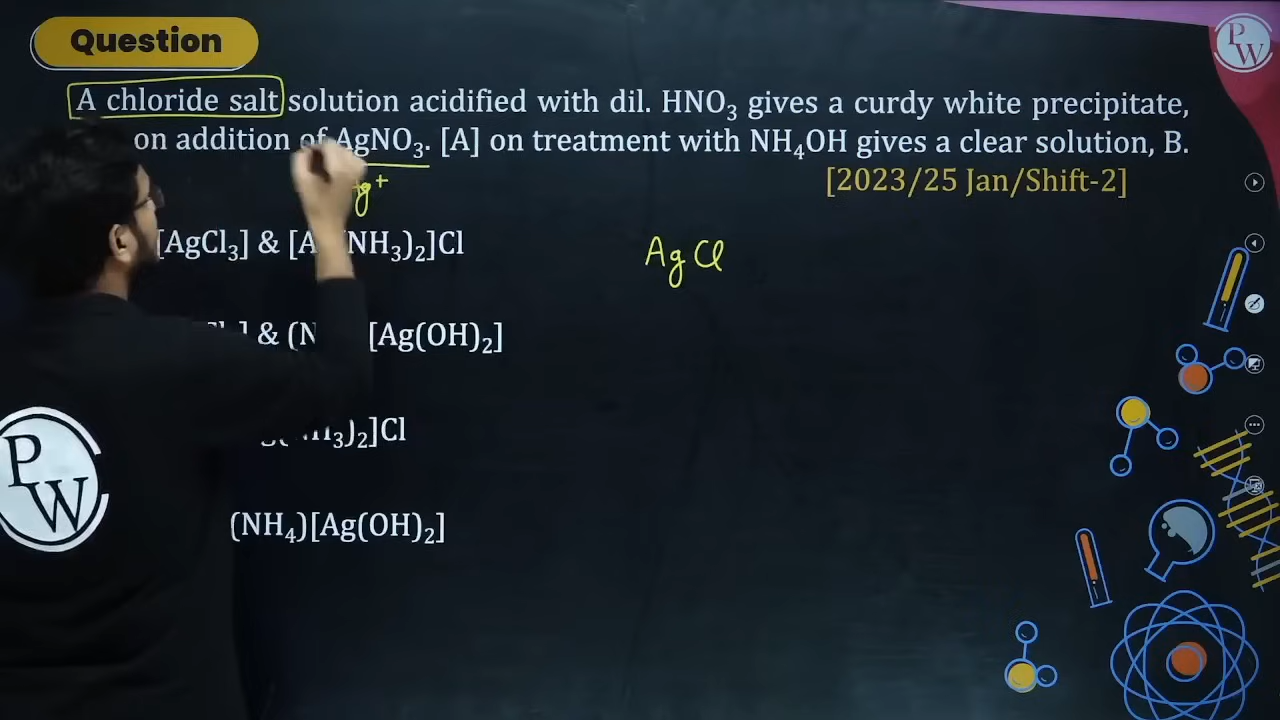 Question
A chloride salt solution acidified with dil. HNO₃ gives a curdy white precipitate,
on addition of AgNO₃. [A] on treatment with NH₄OH gives a clear solution, B.
[2023/25 Jan/Shift-2]
[AgCl₃] & [A NH₃)₂]Cl
AgCl
& (N [Ag(OH)₂]
)₂]Cl
(NH₄)[Ag(OH)₂]
PW
PW